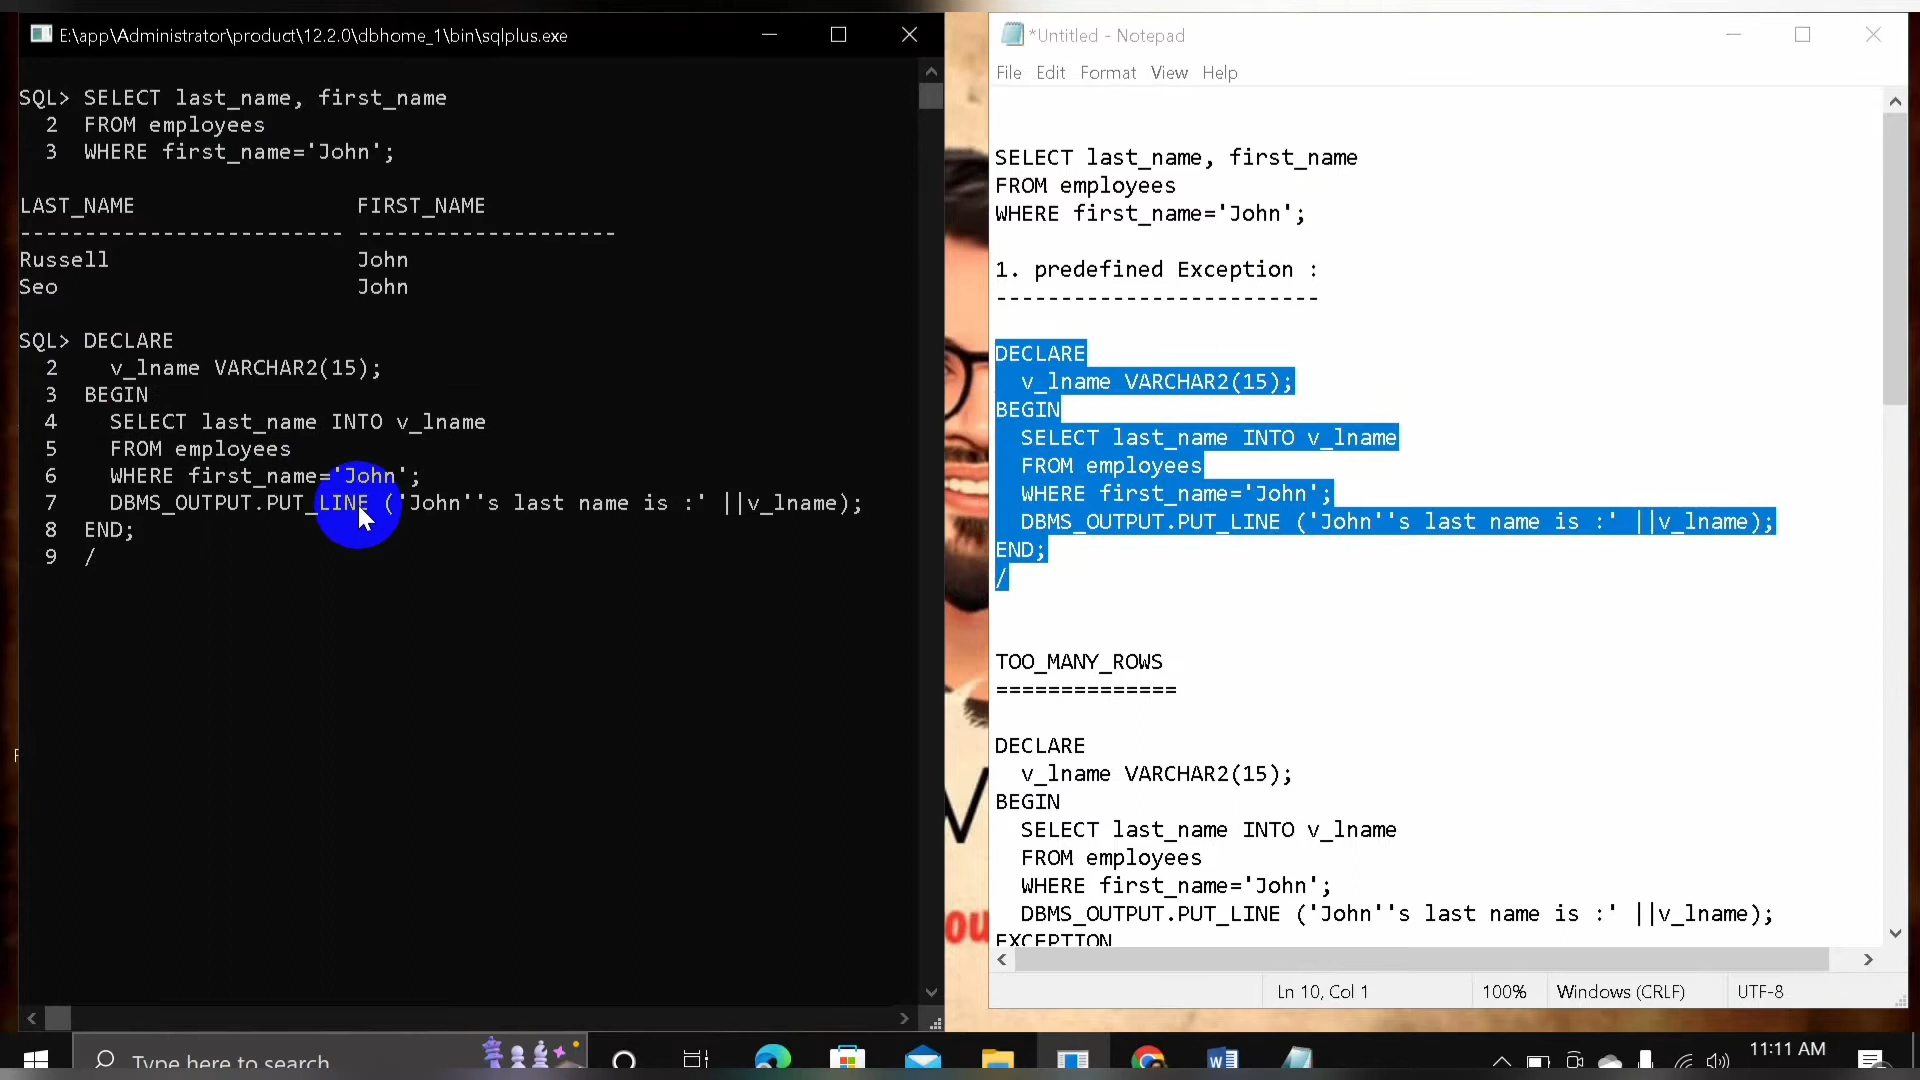 E:\app\Administrator\product\12.2.0\dbhome_1\bin\sqlplus.exe
SQL> SELECT last_name, first_name
2 FROM employees
3 WHERE first_name='John';
LAST_NAME FIRST_NAME
------------------------- --------------------
Russell John
Seo John
SQL> DECLARE
2 v_lname VARCHAR2(15);
3 BEGIN
4 SELECT last_name INTO v_lname
5 FROM employees
6 WHERE first_name='John';
7 DBMS_OUTPUT.PUT_LINE ('John''s last name is :' ||v_lname);
8 END;
9 /
*Untitled - Notepad
File Edit Format View Help
SELECT last_name, first_name
FROM employees
WHERE first_name='John';
1. predefined Exception :
-------------------------
DECLARE
v_lname VARCHAR2(15);
BEGIN
SELECT last_name INTO v_lname
FROM employees
WHERE first_name='John';
DBMS_OUTPUT.PUT_LINE ('John''s last name is :' ||v_lname);
END;
/
TOO_MANY_ROWS
==============
DECLARE
v_lname VARCHAR2(15);
BEGIN
SELECT last_name INTO v_lname
FROM employees
WHERE first_name='John';
DBMS_OUTPUT.PUT_LINE ('John''s last name is :' ||v_lname);
EXCEPTION
Ln 10, Col 1 100% Windows (CRLF) UTF-8
Type here to search
11:11 AM